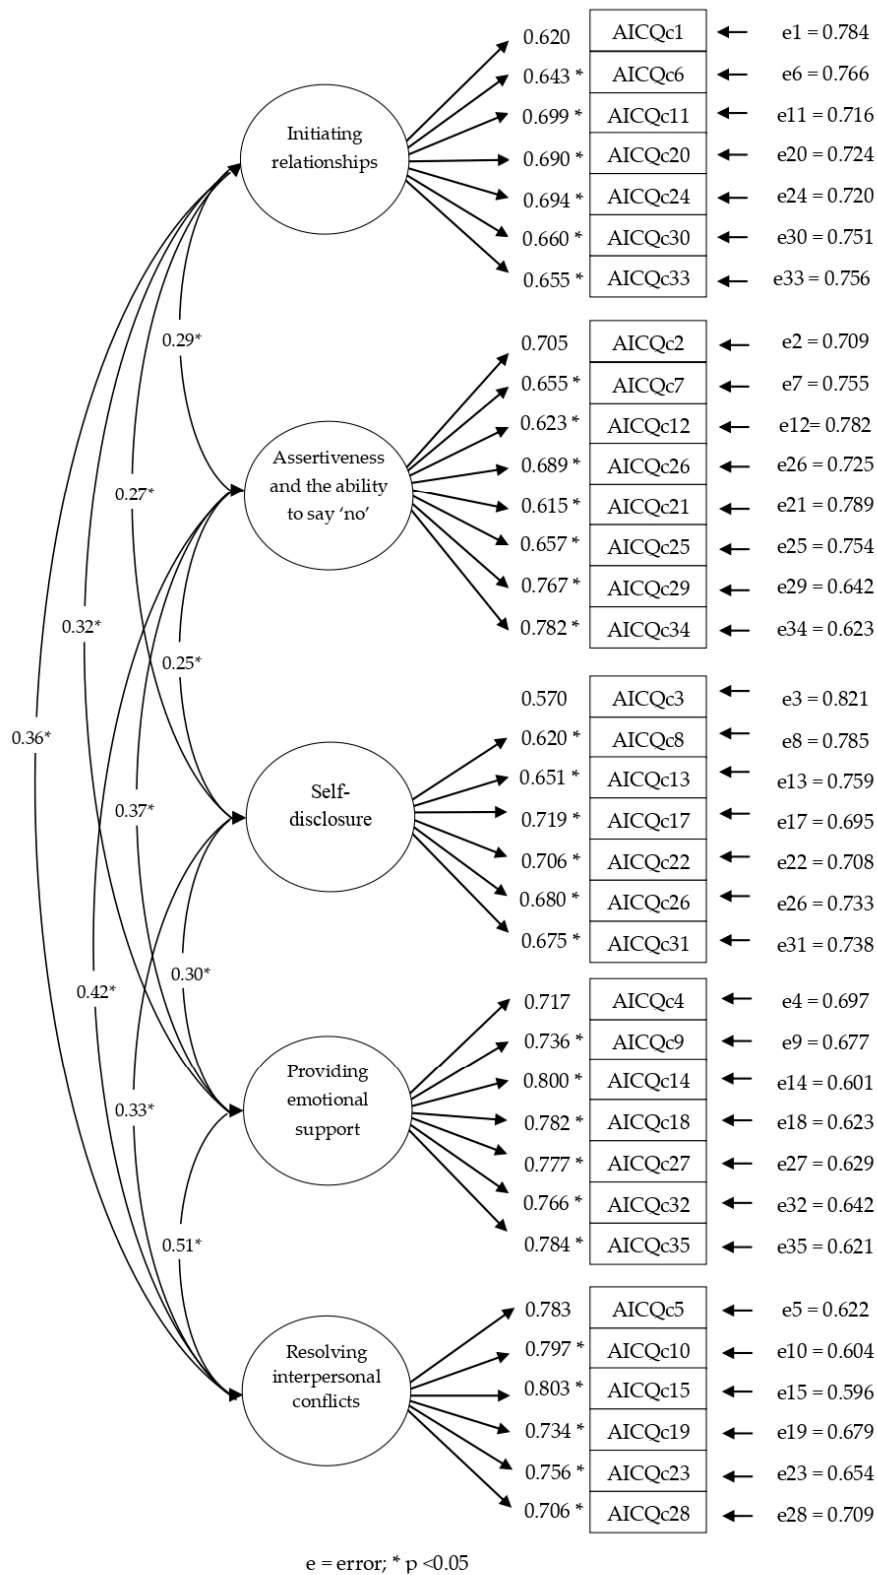 0.620 AICQc1 e1 = 0.784
0.643 * AICQc6 e6 = 0.766
0.699 * AICQc11 e11 = 0.716
0.690 * AICQc20 e20 = 0.724
0.694 * AICQc24 e24 = 0.720
0.660 * AICQc30 e30 = 0.751
0.655 * AICQc33 e33 = 0.756
Initiating
relationships
0.29*
0.705 AICQc2 e2 = 0.709
0.655 * AICQc7 e7 = 0.755
0.623 * AICQc12 e12= 0.782
0.689 * AICQc26 e26 = 0.725
0.615 * AICQc21 e21 = 0.789
0.657 * AICQc25 e25 = 0.754
0.767 * AICQc29 e29 = 0.642
0.782 * AICQc34 e34 = 0.623
Assertiveness
and the ability
to say ‘no’
0.27*
0.32*
0.25*
0.36*
0.570 AICQc3 e3 = 0.821
0.620 * AICQc8 e8 = 0.785
0.651 * AICQc13 e13 = 0.759
0.719 * AICQc17 e17 = 0.695
0.706 * AICQc22 e22 = 0.708
0.680 * AICQc26 e26 = 0.733
0.675 * AICQc31 e31 = 0.738
Self-
disclosure
0.37*
0.30*
0.42*
0.717 AICQc4 e4 = 0.697
0.736 * AICQc9 e9 = 0.677
0.800 * AICQc14 e14 = 0.601
0.782 * AICQc18 e18 = 0.623
0.777 * AICQc27 e27 = 0.629
0.766 * AICQc32 e32 = 0.642
0.784 * AICQc35 e35 = 0.621
Providing
emotional
support
0.33*
0.51*
0.783 AICQc5 e5 = 0.622
0.797 * AICQc10 e10 = 0.604
0.803 * AICQc15 e15 = 0.596
0.734 * AICQc19 e19 = 0.679
0.756 * AICQc23 e23 = 0.654
0.706 * AICQc28 e28 = 0.709
Resolving
interpersonal
conflicts
e = error; * p <0.05